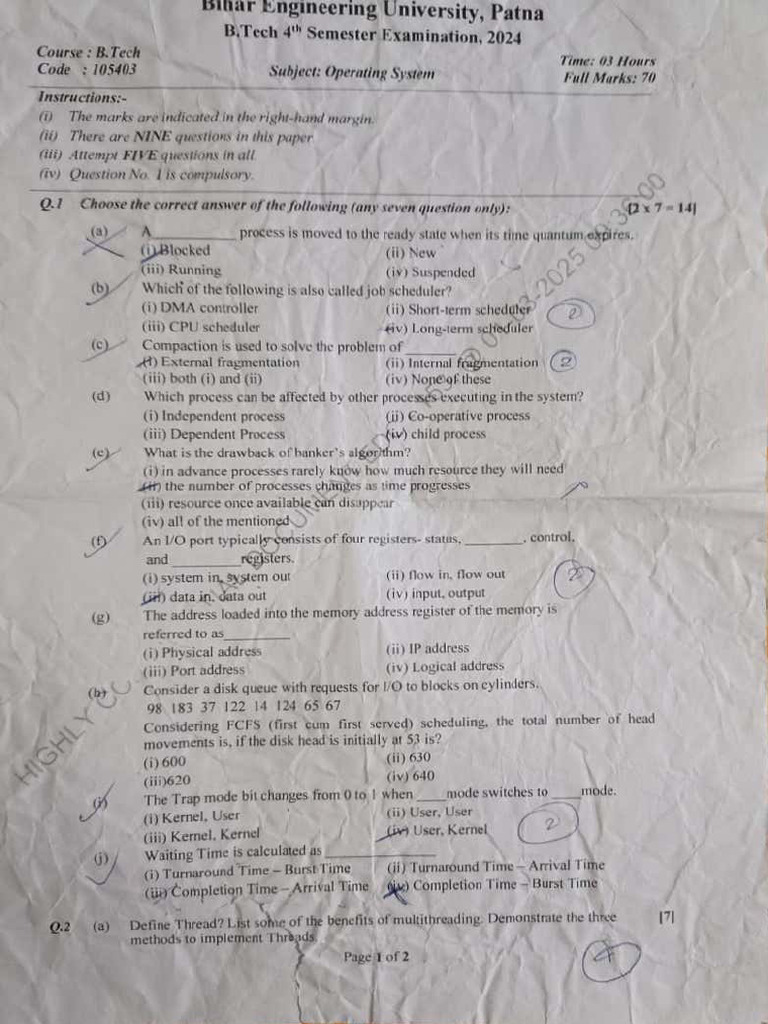 Bihar Engineering University, Patna
B.Tech 4th Semester Examination, 2024
Course : B.Tech
Code : 105403
Subject: Operating System
Time: 03 Hours
Full Marks: 70
Instructions:-
(i) The marks are indicated in the right-hand margin.
(ii) There are NINE questions in this paper
(iii) Attempt FIVE questions in all
(iv) Question No. 1 is compulsory.
Q.1 Choose the correct answer of the following (any seven question only): [2 x 7 = 14]
(a) A__________ process is moved to the ready state when its time quantum expires.
(i) Blocked (ii) New
(iii) Running (iv) Suspended
(b) Which of the following is also called job scheduler?
(i) DMA controller (ii) Short-term scheduler 2
(iii) CPU scheduler (iv) Long-term scheduler
(c) Compaction is used to solve the problem of ______
(i) External fragmentation (ii) Internal fragmentation 2
(iii) both (i) and (ii) (iv) None of these
(d) Which process can be affected by other processes executing in the system?
(i) Independent process (ii) Co-operative process
(iii) Dependent Process (iv) child process
(e) What is the drawback of banker's algorithm?
(i) in advance processes rarely know how much resource they will need
(ii) the number of processes changes as time progresses
(iii) resource once available can disappear
(iv) all of the mentioned
(f) An I/O port typically consists of four registers- status, _______, control,
and ________ registers.
(i) system in, system out (ii) flow in, flow out 2
(iii) data in, data out (iv) input, output
(g) The address loaded into the memory address register of the memory is
referred to as________
(i) Physical address (ii) IP address
(iii) Port address (iv) Logical address
(h) Consider a disk queue with requests for I/O to blocks on cylinders.
98 183 37 122 14 124 65 67
Considering FCFS (first cum first served) scheduling, the total number of head
movements is, if the disk head is initially at 53 is?
(i) 600 (ii) 630
(iii)620 (iv) 640
(i) The Trap mode bit changes from 0 to 1 when ____mode switches to ____mode.
(i) Kernel, User (ii) User, User
(iii) Kernel, Kernel (iv) User, Kernel 2
(j) Waiting Time is calculated as ____________
(i) Turnaround Time – Burst Time (ii) Turnaround Time – Arrival Time
(iii) Completion Time – Arrival Time (iv) Completion Time – Burst Time
Q.2 (a) Define Thread? List some of the benefits of multithreading. Demonstrate the three [7]
methods to implement Threads.
Page 1 of 2